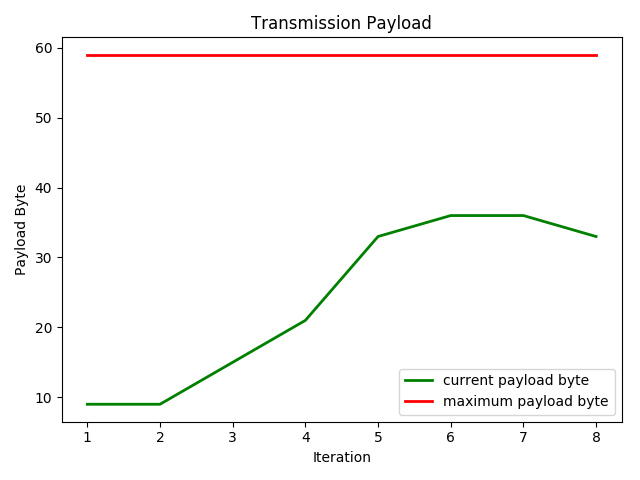 Transmission Payload
60
50
40
30
20
10
Payload Byte
current payload byte
maximum payload byte
1 2 3 4 5 6 7 8
Iteration